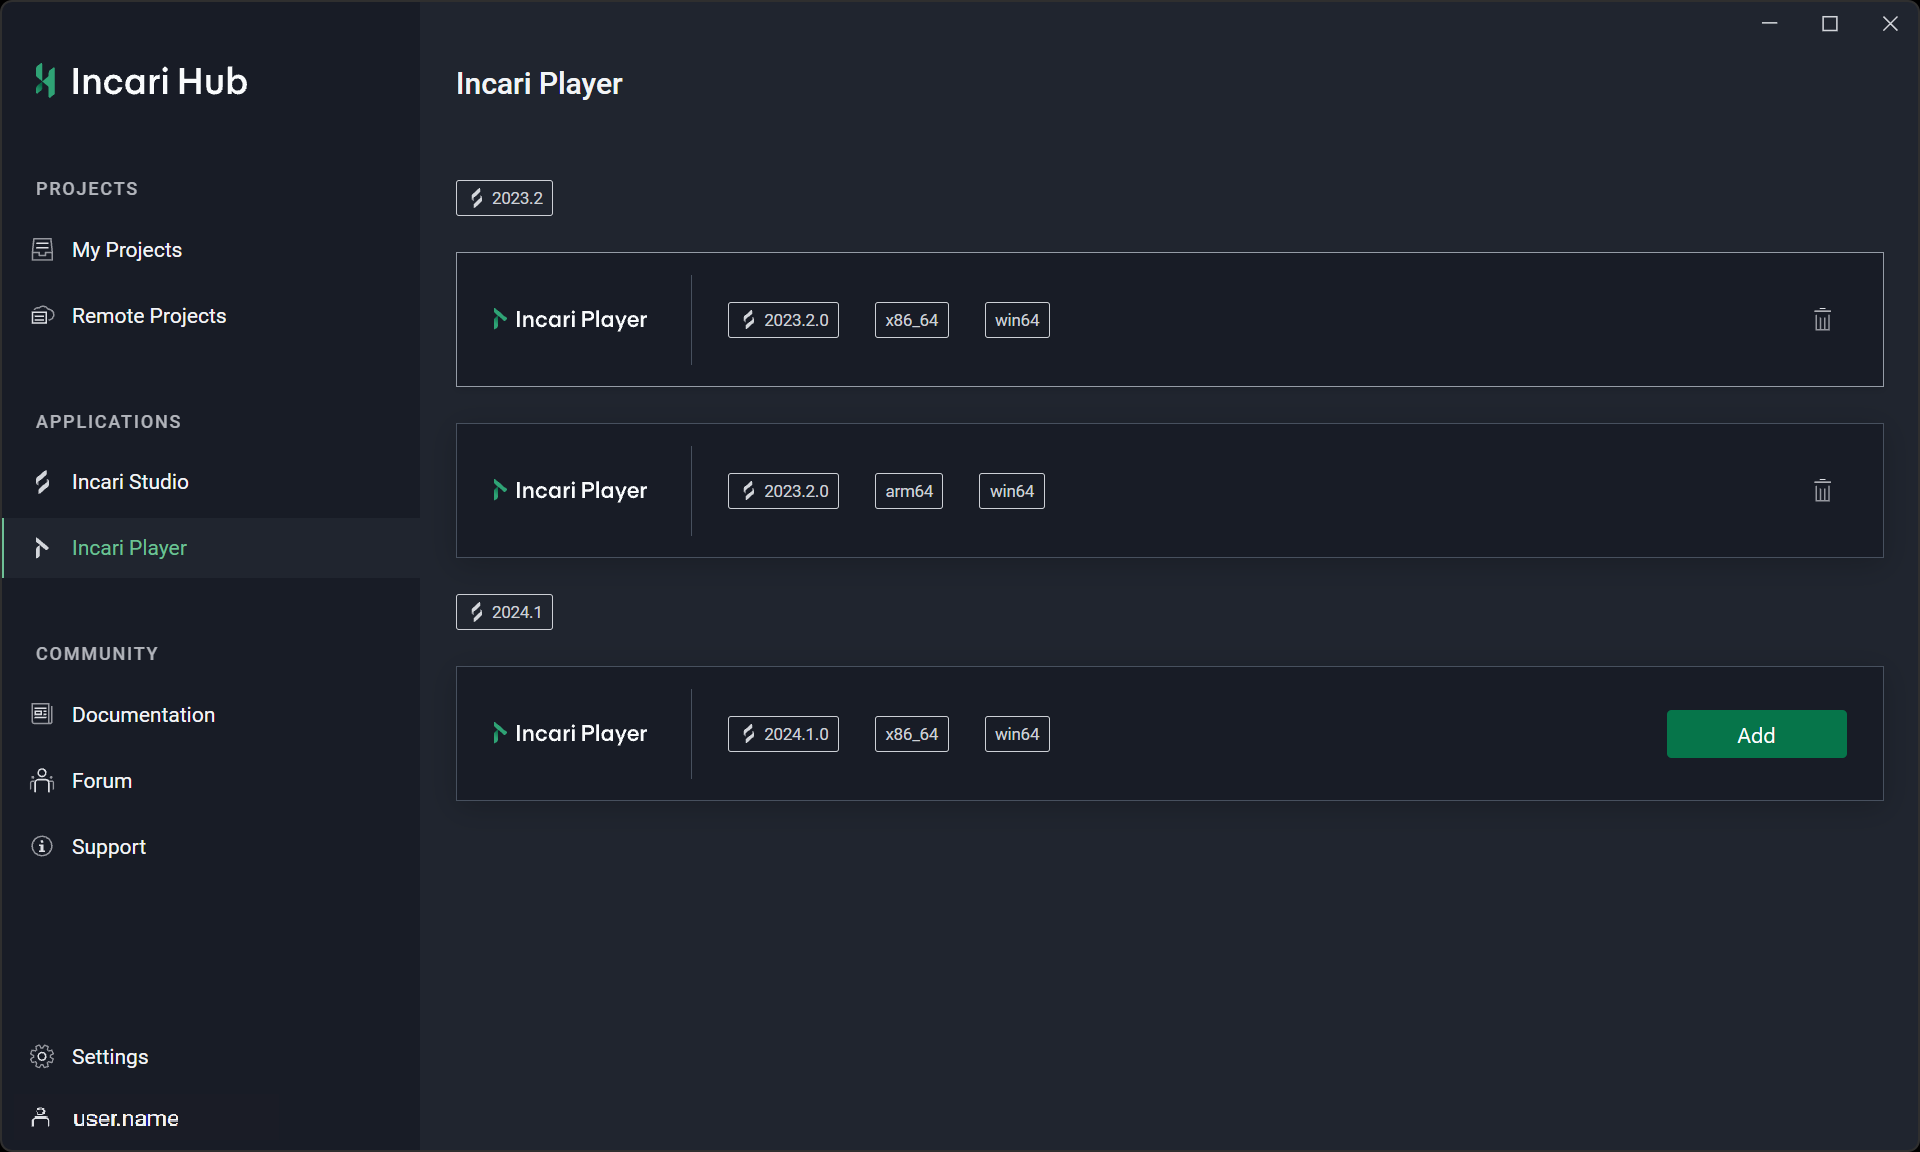 Incari Hub
PROJECTS
My Projects
Remote Projects
APPLICATIONS
Incari Studio
Incari Player
COMMUNITY
Documentation
Forum
Support
Settings
user.name
Incari Player
2023.2
Incari Player 2023.2.0 x86_64 win64
Incari Player 2023.2.0 arm64 win64
2024.1
Incari Player 2024.1.0 x86_64 win64 Add